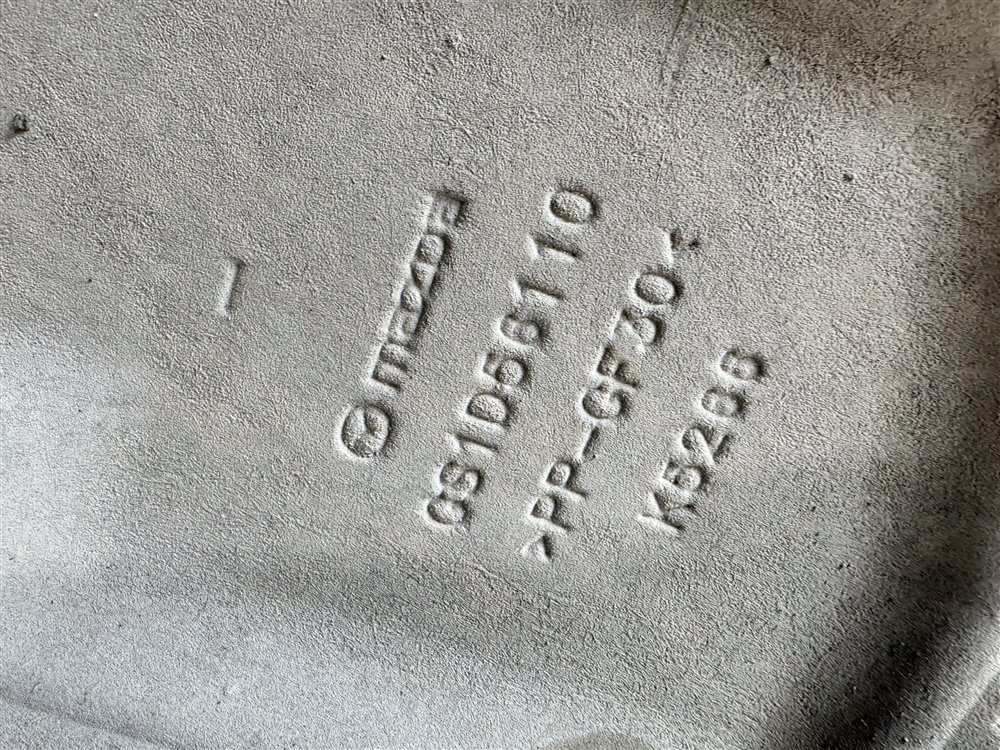 I
mazda
GS1D56110
>PP-GF30<
K5266